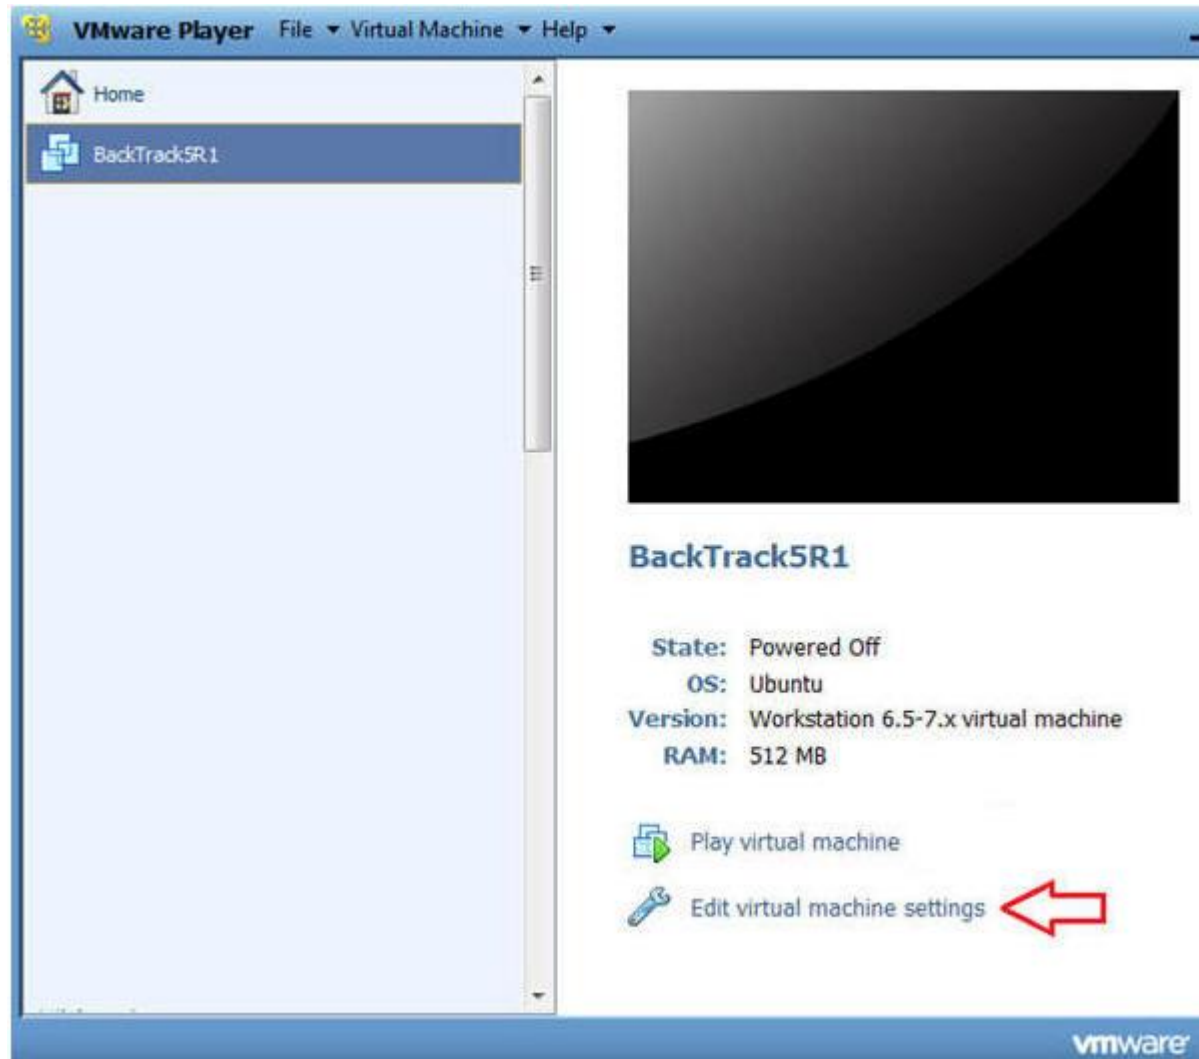 VMware Player File Virtual Machine Help
Home
BackTrack5R1
BackTrack5R1
State: Powered Off
OS: Ubuntu
Version: Workstation 6.5-7.x virtual machine
RAM: 512 MB
Play virtual machine
Edit virtual machine settings
vmware